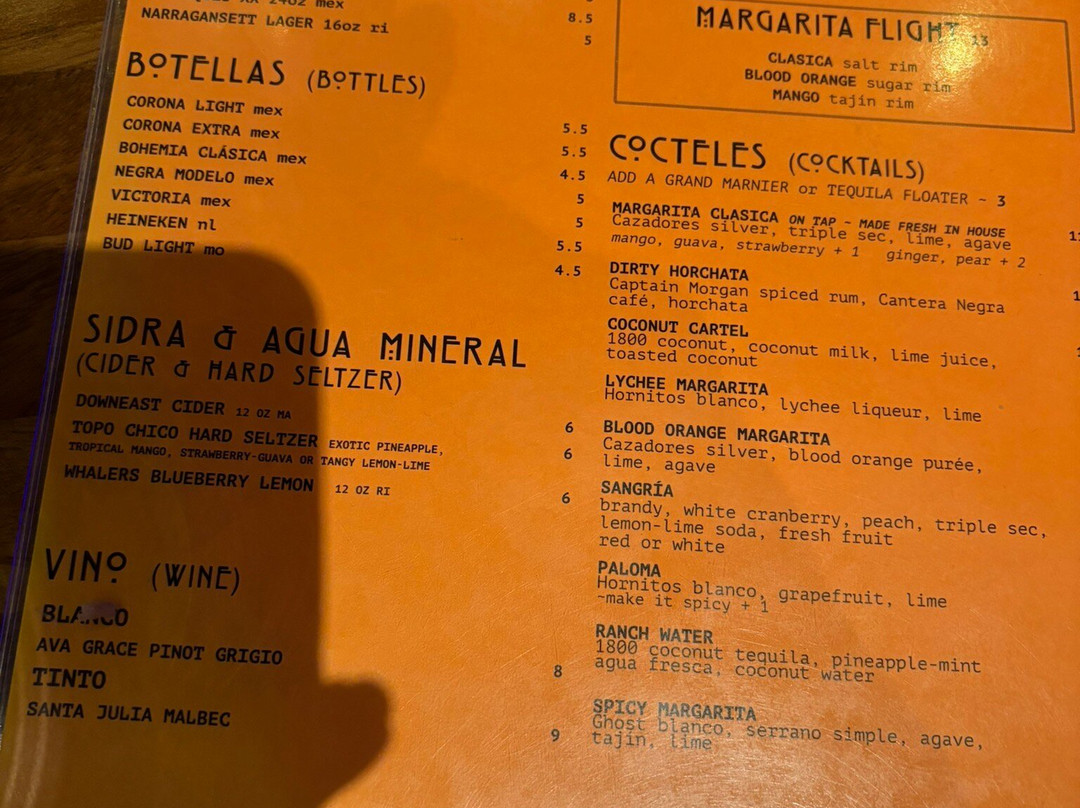 24oz mex
8.5
NARRAGANSETT LAGER 16oz ri
5
BOTELLAS (BOTTLES)
CORONA LIGHT mex 5.5
CORONA EXTRA mex 5.5
BOHEMIA CLÁSICA mex 4.5
NEGRA MODELO mex 5
VICTORIA mex 5
HEINEKEN nl 5.5
BUD LIGHT mo 4.5
SIDRA & AGUA MINERAL
(CIDER & HARD SELTZER)
DOWNEAST CIDER 12 OZ MA 6
TOPO CHICO HARD SELTZER EXOTIC PINEAPPLE, 6
TROPICAL MANGO, STRAWBERRY-GUAVA OR TANGY LEMON-LIME
WHALERS BLUEBERRY LEMON 12 OZ RI 6
VINO (WINE)
BLANCO
AVA GRACE PINOT GRIGIO 8
TINTO
SANTA JULIA MALBEC 9
MARGARITA FLIGHT 13
CLASICA salt rim
BLOOD ORANGE sugar rim
MANGO tajin rim
COCTELES (COCKTAILS)
ADD A GRAND MARNIER or TEQUILA FLOATER ~ 3
MARGARITA CLASICA ON TAP ~ MADE FRESH IN HOUSE
Cazadores silver, triple sec, lime, agave
mango, guava, strawberry + 1 ginger, pear + 2
DIRTY HORCHATA
Captain Morgan spiced rum, Cantera Negra
café, horchata
COCONUT CARTEL
1800 coconut, coconut milk, lime juice,
toasted coconut
LYCHEE MARGARITA
Hornitos blanco, lychee liqueur, lime
BLOOD ORANGE MARGARITA
Cazadores silver, blood orange purée,
lime, agave
SANGRÍA
brandy, white cranberry, peach, triple sec,
lemon-lime soda, fresh fruit
red or white
PALOMA
Hornitos blanco, grapefruit, lime
~make it spicy + 1
RANCH WATER
1800 coconut tequila, pineapple-mint
agua fresca, coconut water
SPICY MARGARITA
Ghost blanco, serrano simple, agave,
tajin, lime